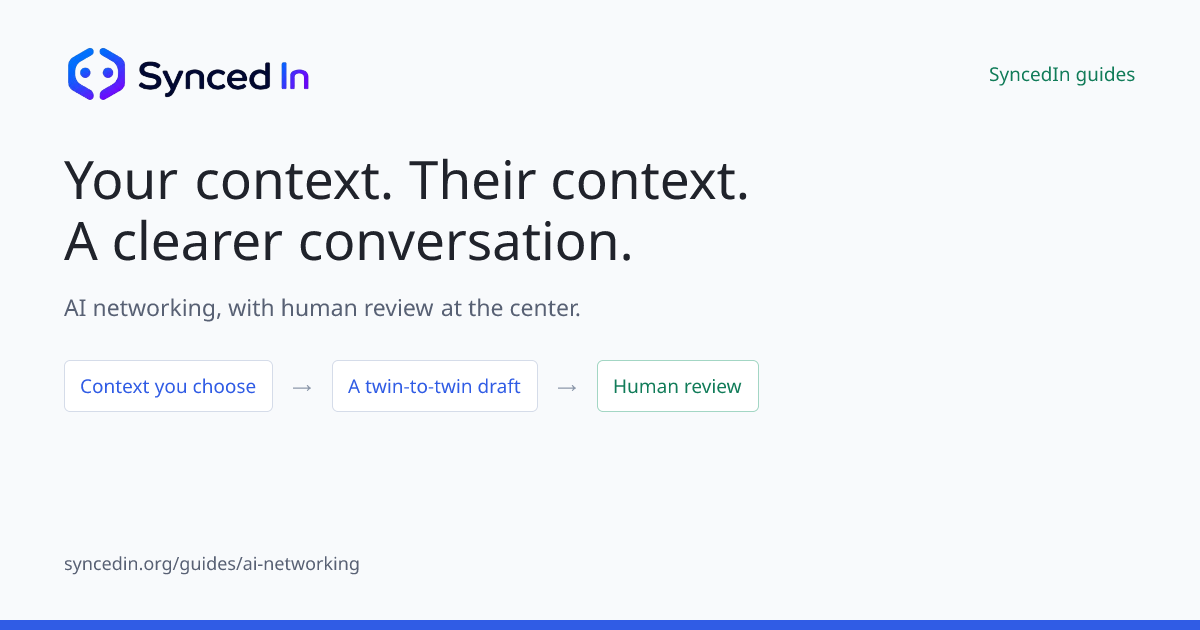 Synced In
SyncedIn guides
Your context. Their context.
A clearer conversation.
AI networking, with human review at the center.
Context you choose → A twin-to-twin draft → Human review
syncedin.org/guides/ai-networking